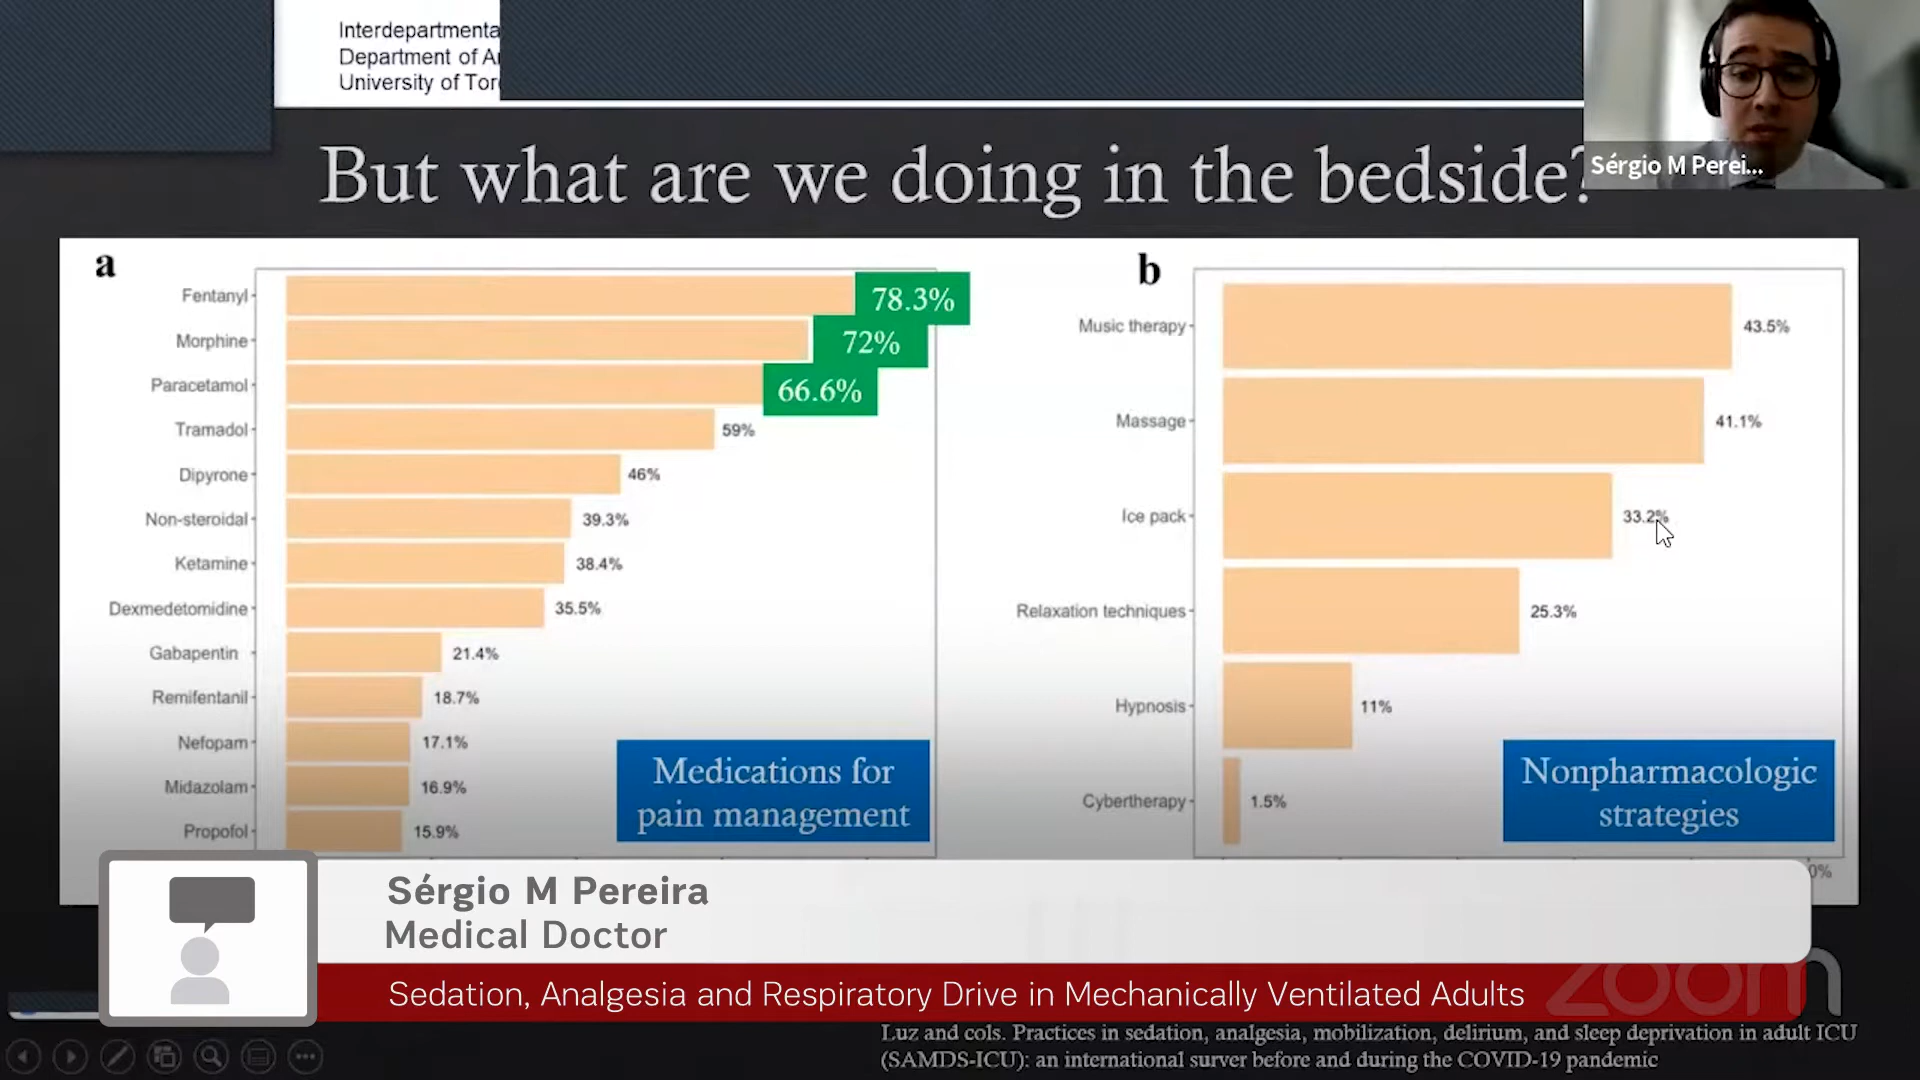 Interdepartmenta
Department of A
University of Tor
Sérgio M Perei...
But what are we doing in the bedside?
a
Fentanyl
78.3%
Morphine
72%
Paracetamol
66.6%
Tramadol
59%
Dipyrone
46%
Non-steroidal
39.3%
Ketamine
38.4%
Dexmedetomidine
35.5%
Gabapentin
21.4%
Remifentanil
18.7%
Nefopam
17.1%
Midazolam
16.9%
Propofol
15.9%
Medications for
pain management
b
Music therapy
43.5%
Massage
41.1%
Ice pack
33.2%
Relaxation techniques
25.3%
Hypnosis
11%
Cybertherapy
1.5%
Nonpharmacologic
strategies
0%
Sérgio M Pereira
Medical Doctor
Sedation, Analgesia and Respiratory Drive in Mechanically Ventilated Adults
zoom
Luz and cols. Practices in sedation, analgesia, mobilization, delirium, and sleep deprivation in adult ICU
(SAMDS-ICU): an international surver before and during the COVID-19 pandemic